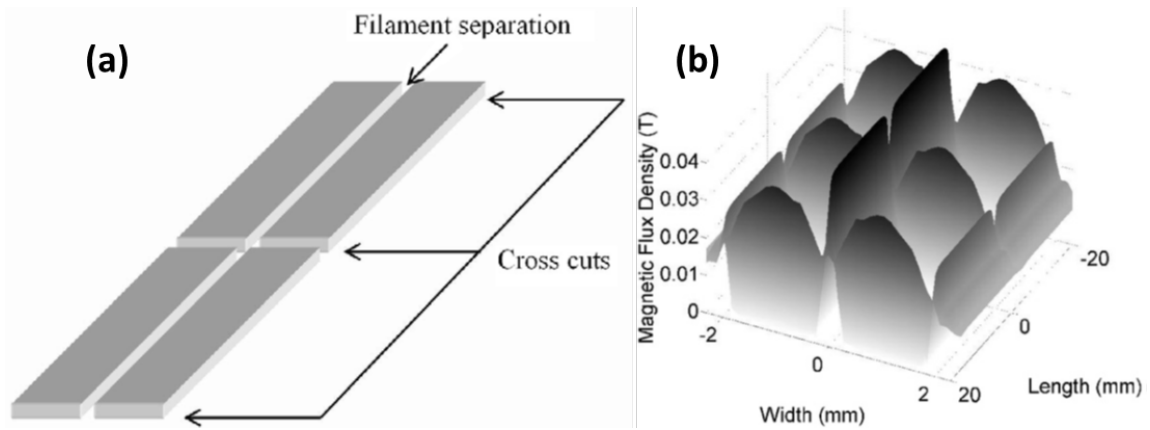 (a)
Filament separation
Cross cuts
(b)
Magnetic Flux Density (T)
0.04
0.03
0.02
0.01
0
-2
0
2
Width (mm)
20
0
-20
Length (mm)